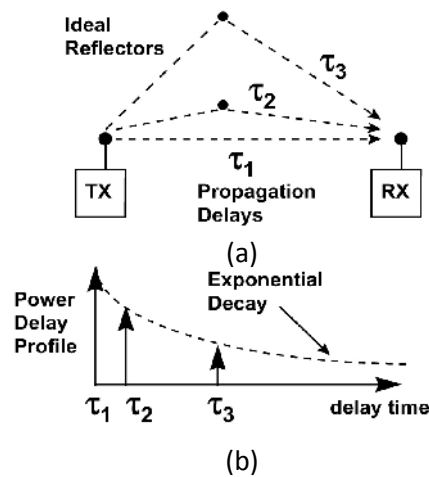 Ideal
Reflectors
τ3
τ2
τ1
TX
Propagation
Delays
RX
(a)
Power
Delay
Profile
Exponential
Decay
τ1 τ2 τ3 delay time
(b)